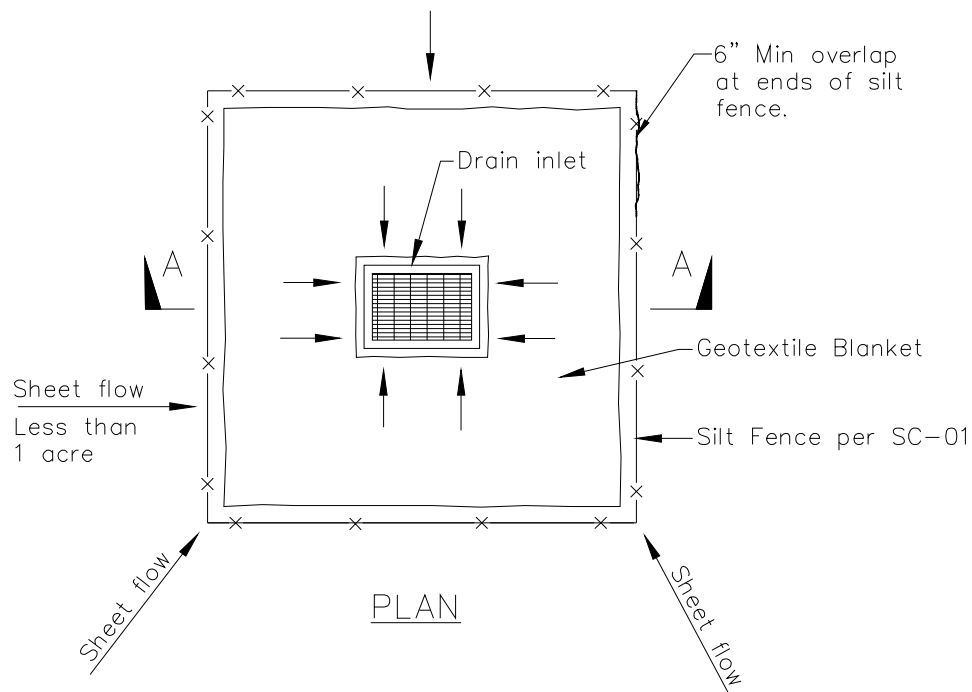 6” Min overlap
at ends of silt
fence.
Drain inlet
A
A
Geotextile Blanket
Sheet flow
Less than
1 acre
Silt Fence per SC-01
Sheet flow
Sheet flow
PLAN